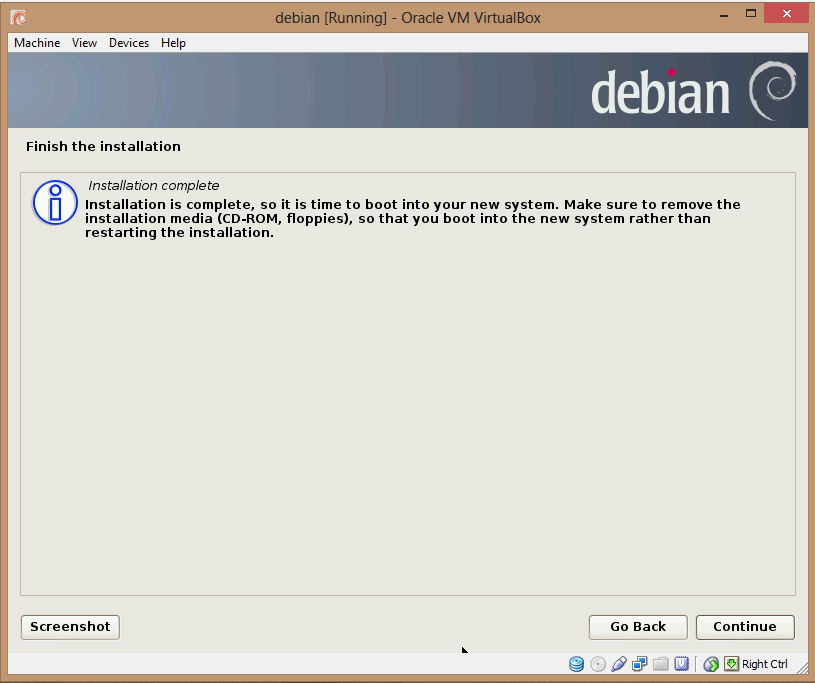 debian [Running] - Oracle VM VirtualBox
Machine View Devices Help
debian
Finish the installation
Installation complete
Installation is complete, so it is time to boot into your new system. Make sure to remove the
installation media (CD-ROM, floppies), so that you boot into the new system rather than
restarting the installation.
Screenshot Go Back Continue
Right Ctrl